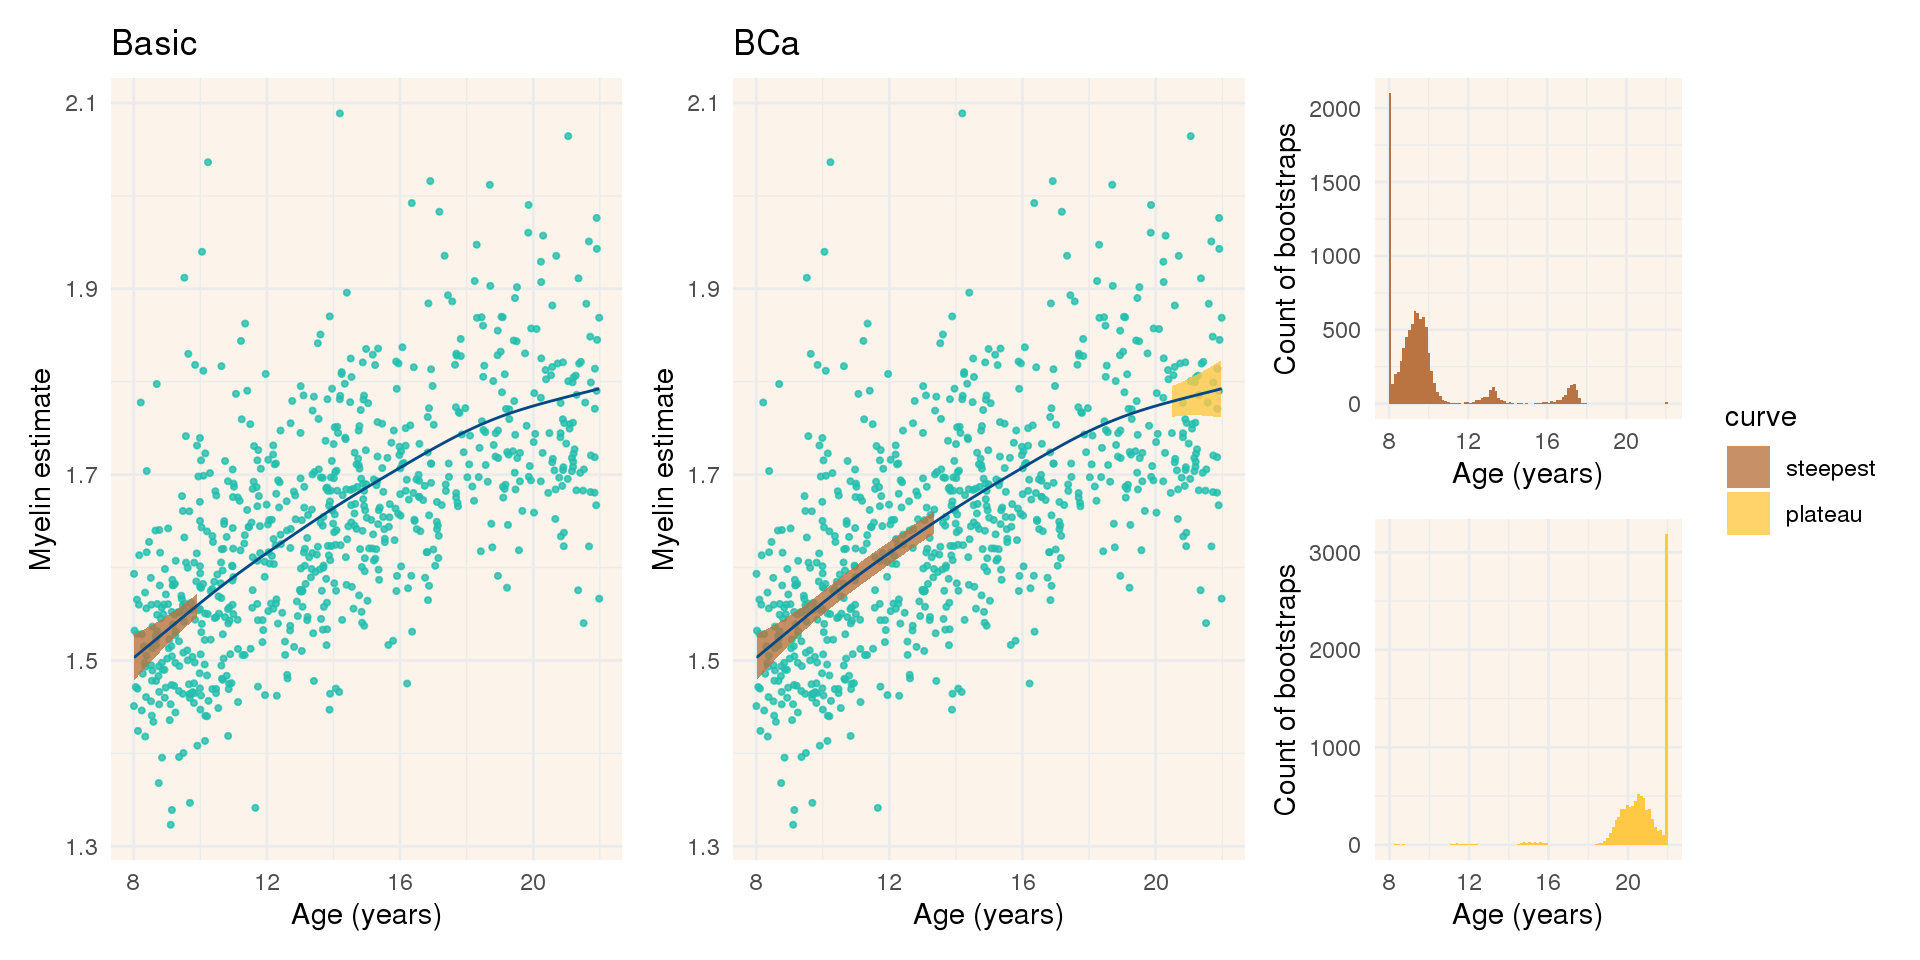 Basic
2.1
1.9
1.7
1.5
1.3
Myelin estimate
8 12 16 20
Age (years)
BCa
2.1
1.9
1.7
1.5
1.3
Myelin estimate
8 12 16 20
Age (years)
2000
1500
1000
500
0
Count of bootstraps
8 12 16 20
Age (years)
3000
2000
1000
0
Count of bootstraps
8 12 16 20
Age (years)
curve
steepest
plateau